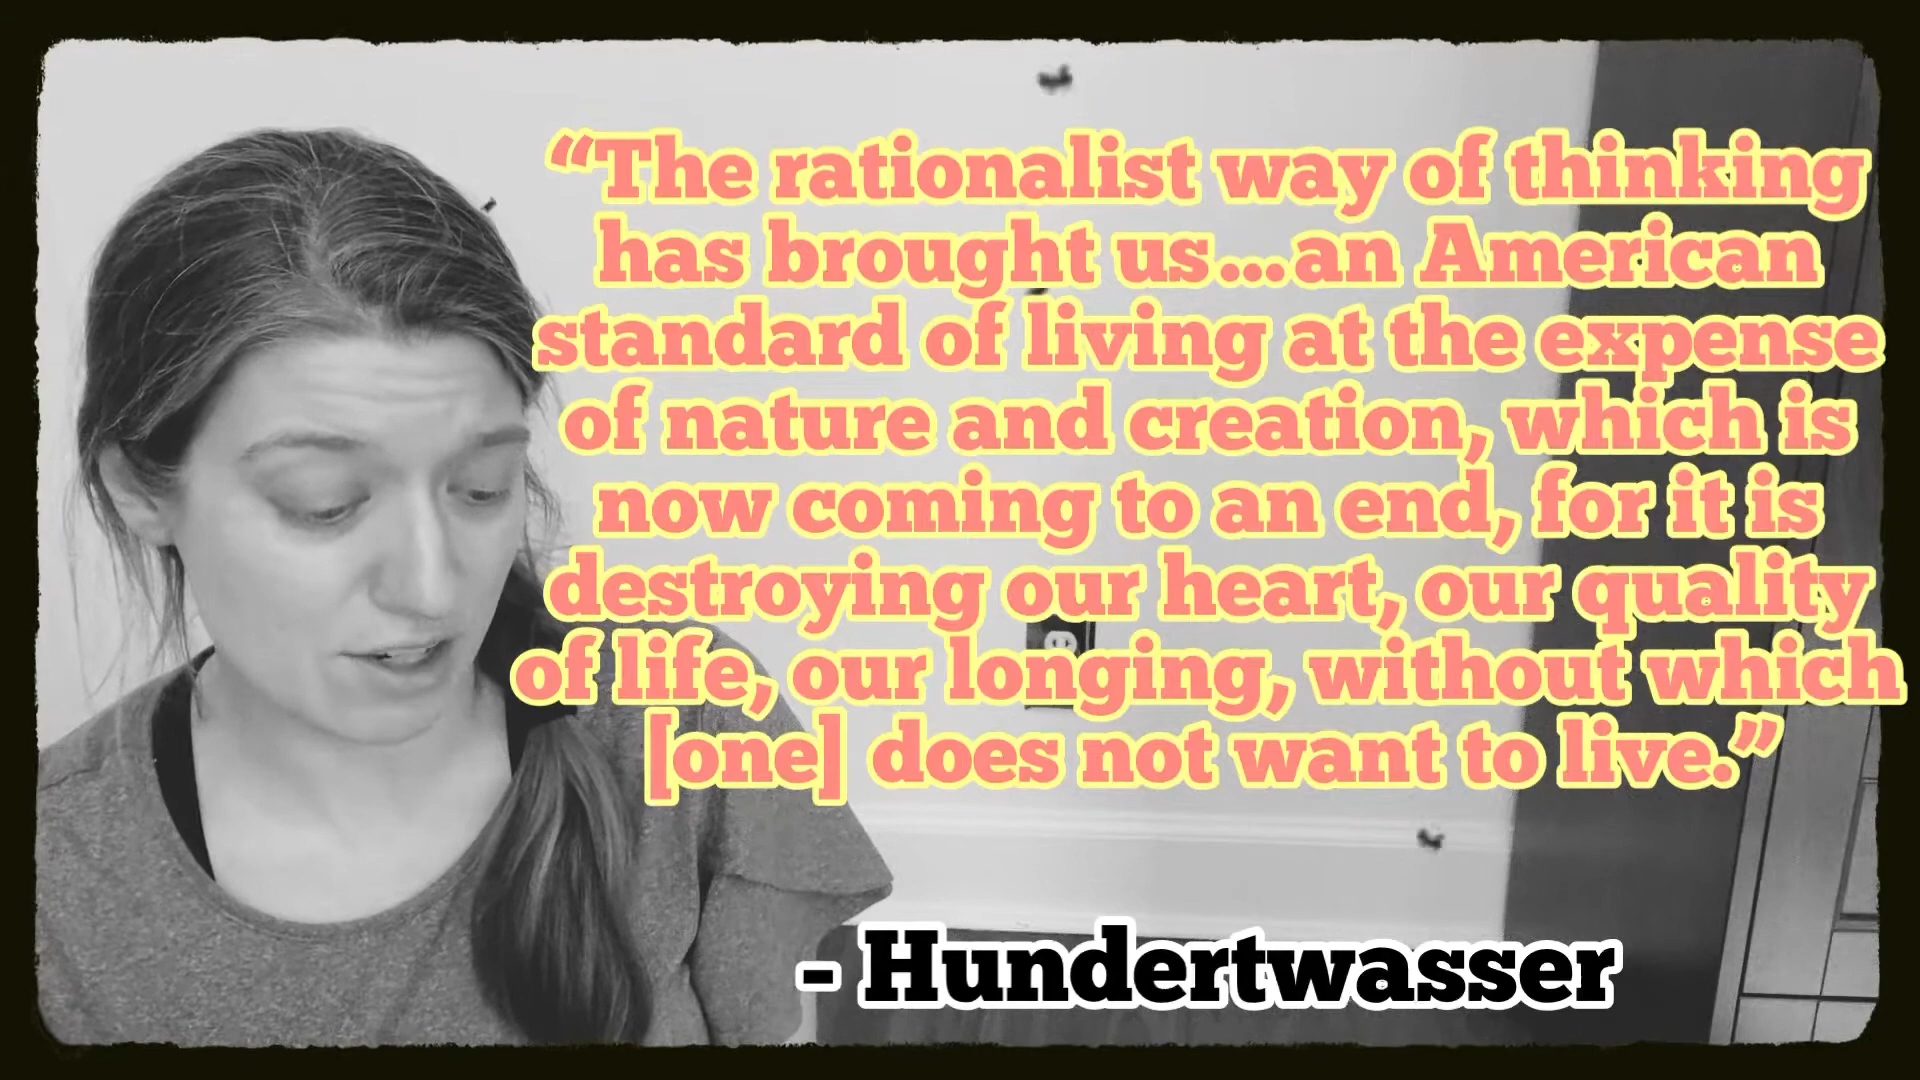 “The rationalist way of thinking
has brought us...an American
standard of living at the expense
of nature and creation, which is
now coming to an end, for it is
destroying our heart, our quality
of life, our longing, without which
[one] does not want to live.”
- Hundertwasser